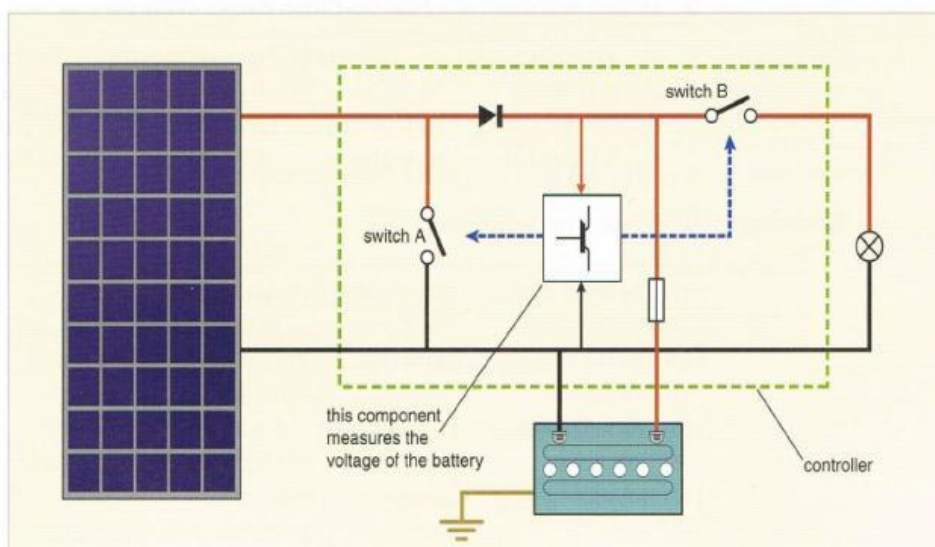 switch B
switch A
this component
measures the
voltage of the battery
controller